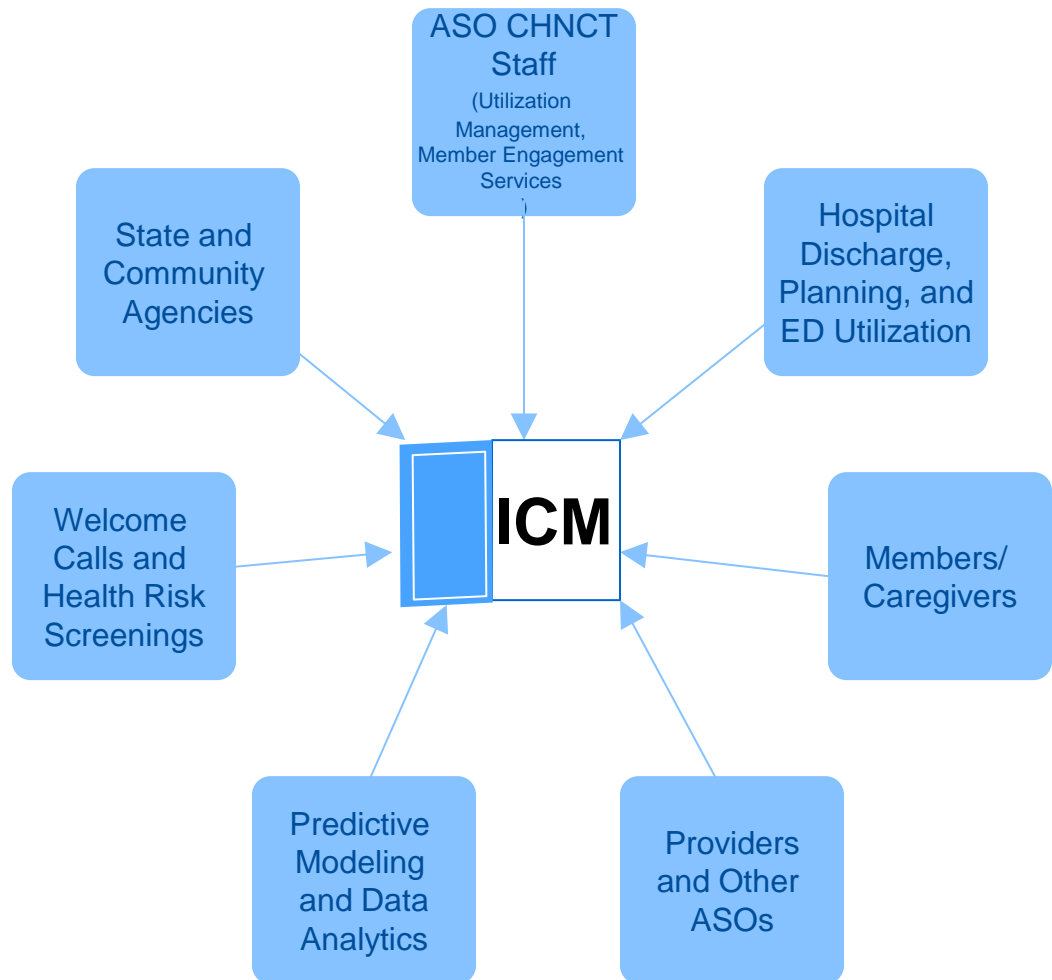 ASO CHNCT
Staff
(Utilization
Management,
Member Engagement
Services
)
State and
Community
Agencies
Hospital
Discharge,
Planning, and
ED Utilization
ICM
Welcome
Calls and
Health Risk
Screenings
Members/
Caregivers
Predictive
Modeling
and Data
Analytics
Providers
and Other
ASOs